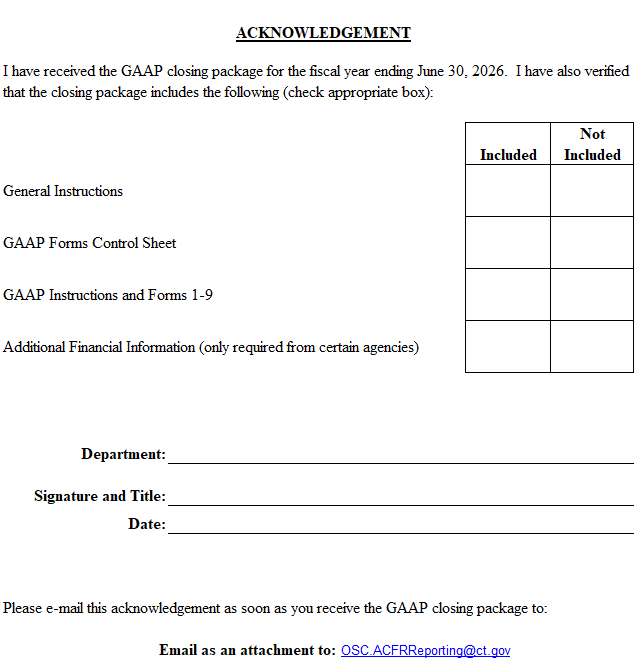 ACKNOWLEDGEMENT
I have received the GAAP closing package for the fiscal year ending June 30, 2026.  I have also verified
that the closing package includes the following (check appropriate box):
Included
Not
Included
General Instructions
GAAP Forms Control Sheet
GAAP Instructions and Forms 1-9
Additional Financial Information (only required from certain agencies)
Department:
Signature and Title:
Date:
Please e-mail this acknowledgement as soon as you receive the GAAP closing package to:
Email as an attachment to: OSC.ACFRReporting@ct.gov